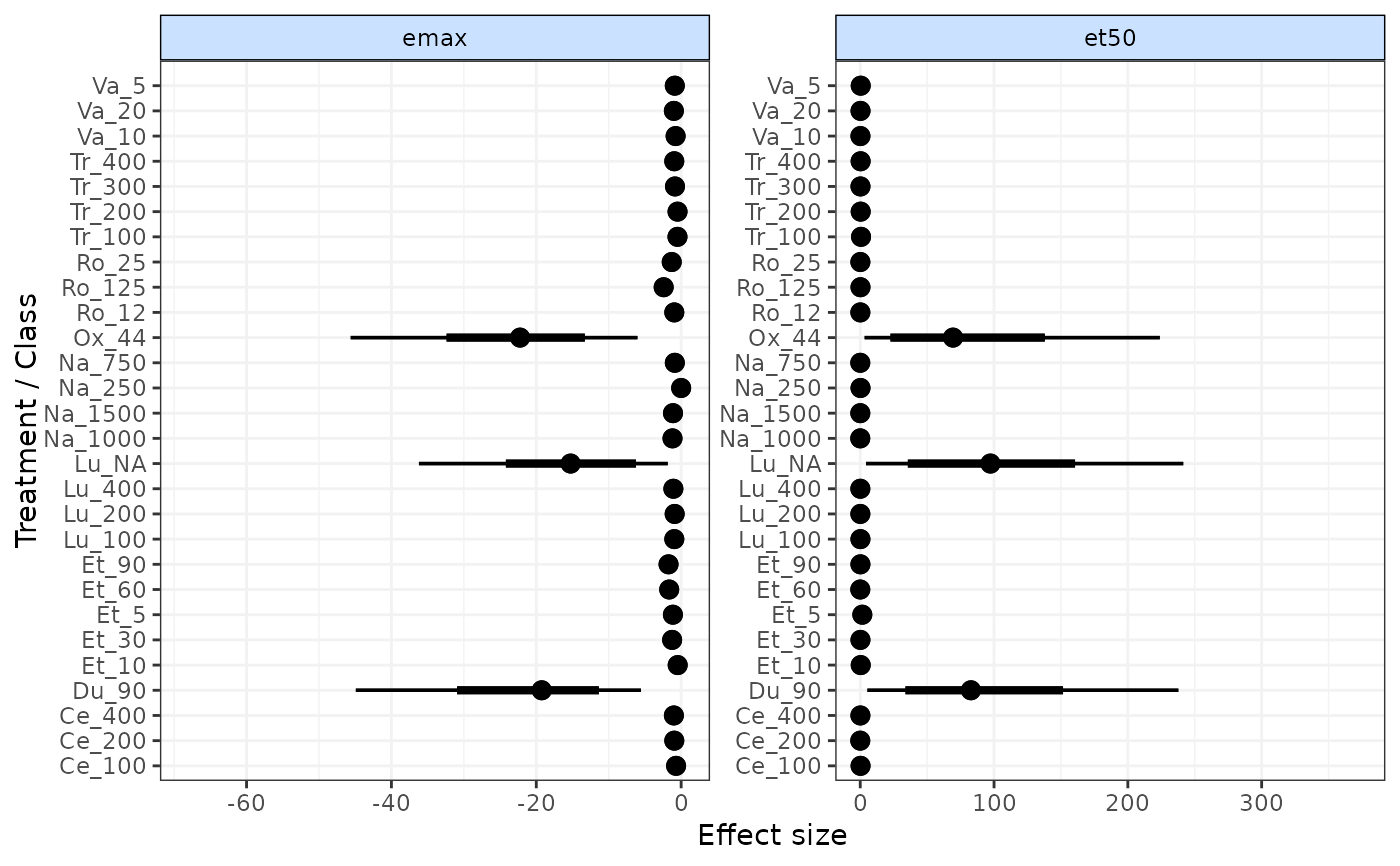 emax
et50
Treatment / Class
Va_5
Va_20
Va_10
Tr_400
Tr_300
Tr_200
Tr_100
Ro_25
Ro_125
Ro_12
Ox_44
Na_750
Na_250
Na_1500
Na_1000
Lu_NA
Lu_400
Lu_200
Lu_100
Et_90
Et_60
Et_5
Et_30
Et_10
Du_90
Ce_400
Ce_200
Ce_100
-60
-40
-20
0
Va_5
Va_20
Va_10
Tr_400
Tr_300
Tr_200
Tr_100
Ro_25
Ro_125
Ro_12
Ox_44
Na_750
Na_250
Na_1500
Na_1000
Lu_NA
Lu_400
Lu_200
Lu_100
Et_90
Et_60
Et_5
Et_30
Et_10
Du_90
Ce_400
Ce_200
Ce_100
0
100
200
300
Effect size